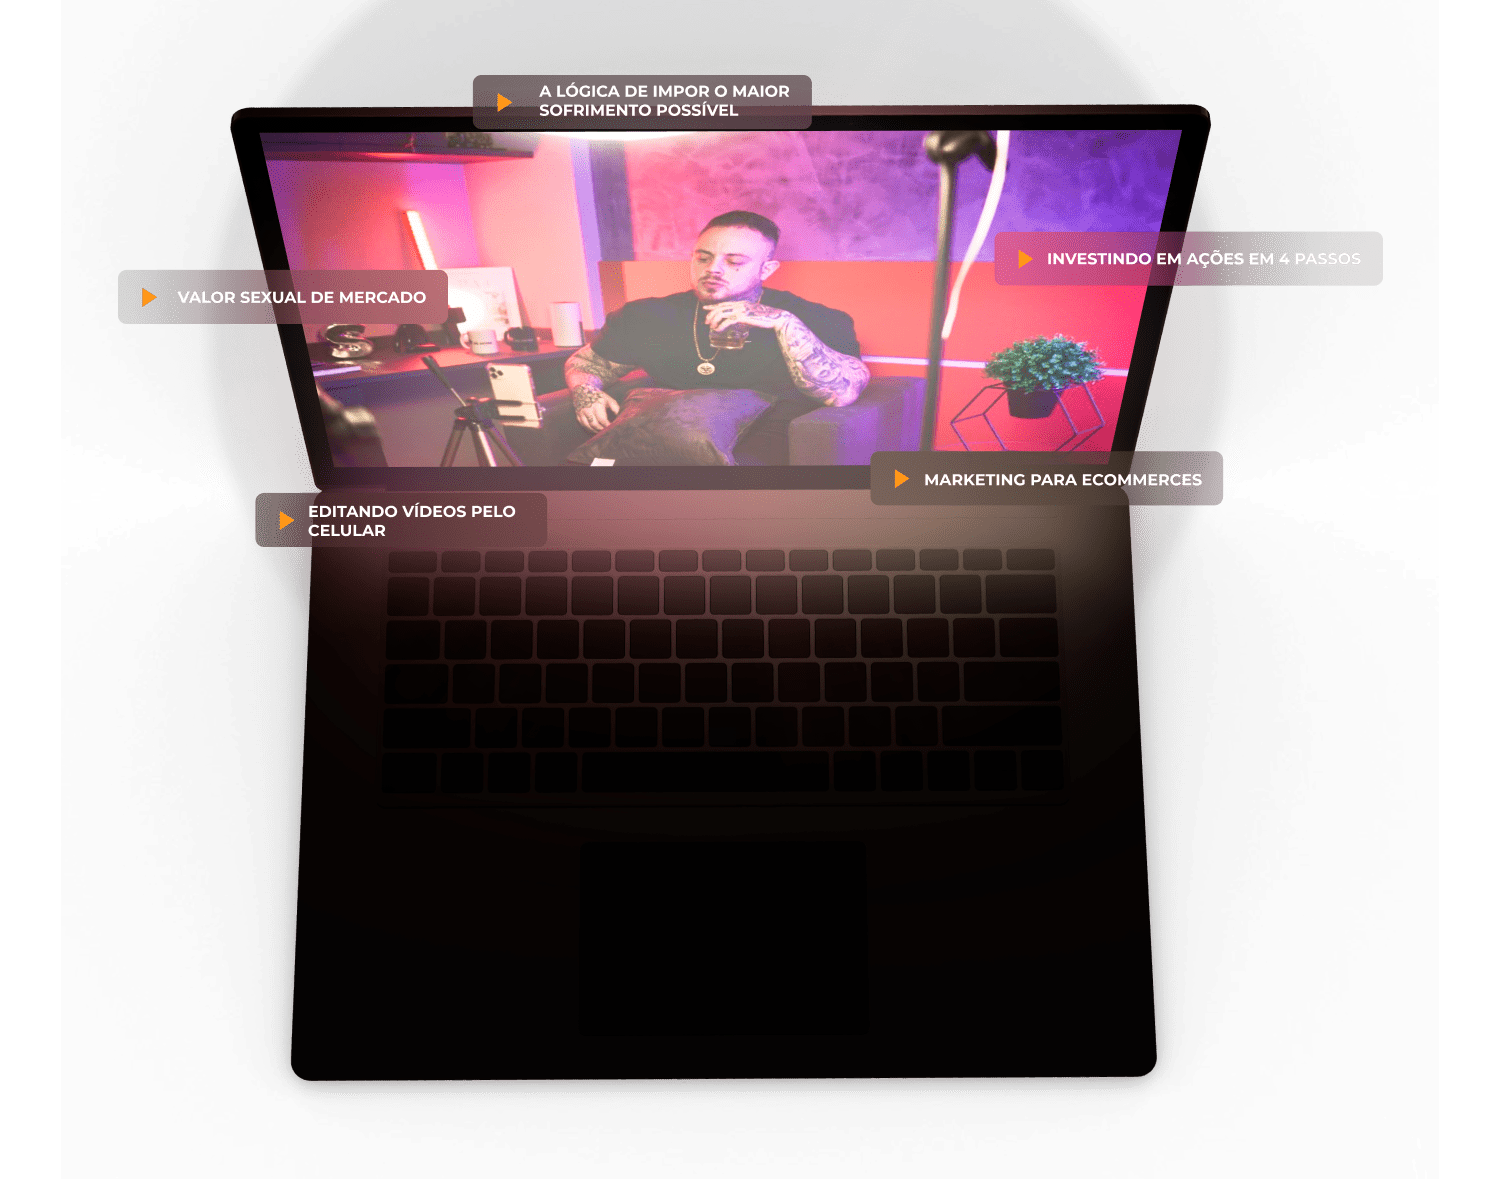 A LÓGICA DE IMPOR O MAIOR
SOFRIMENTO POSSÍVEL
INVESTINDO EM AÇÕES EM 4 PASSOS
VALOR SEXUAL DE MERCADO
MARKETING PARA ECOMMERCES
EDITANDO VÍDEOS PELO
CELULAR